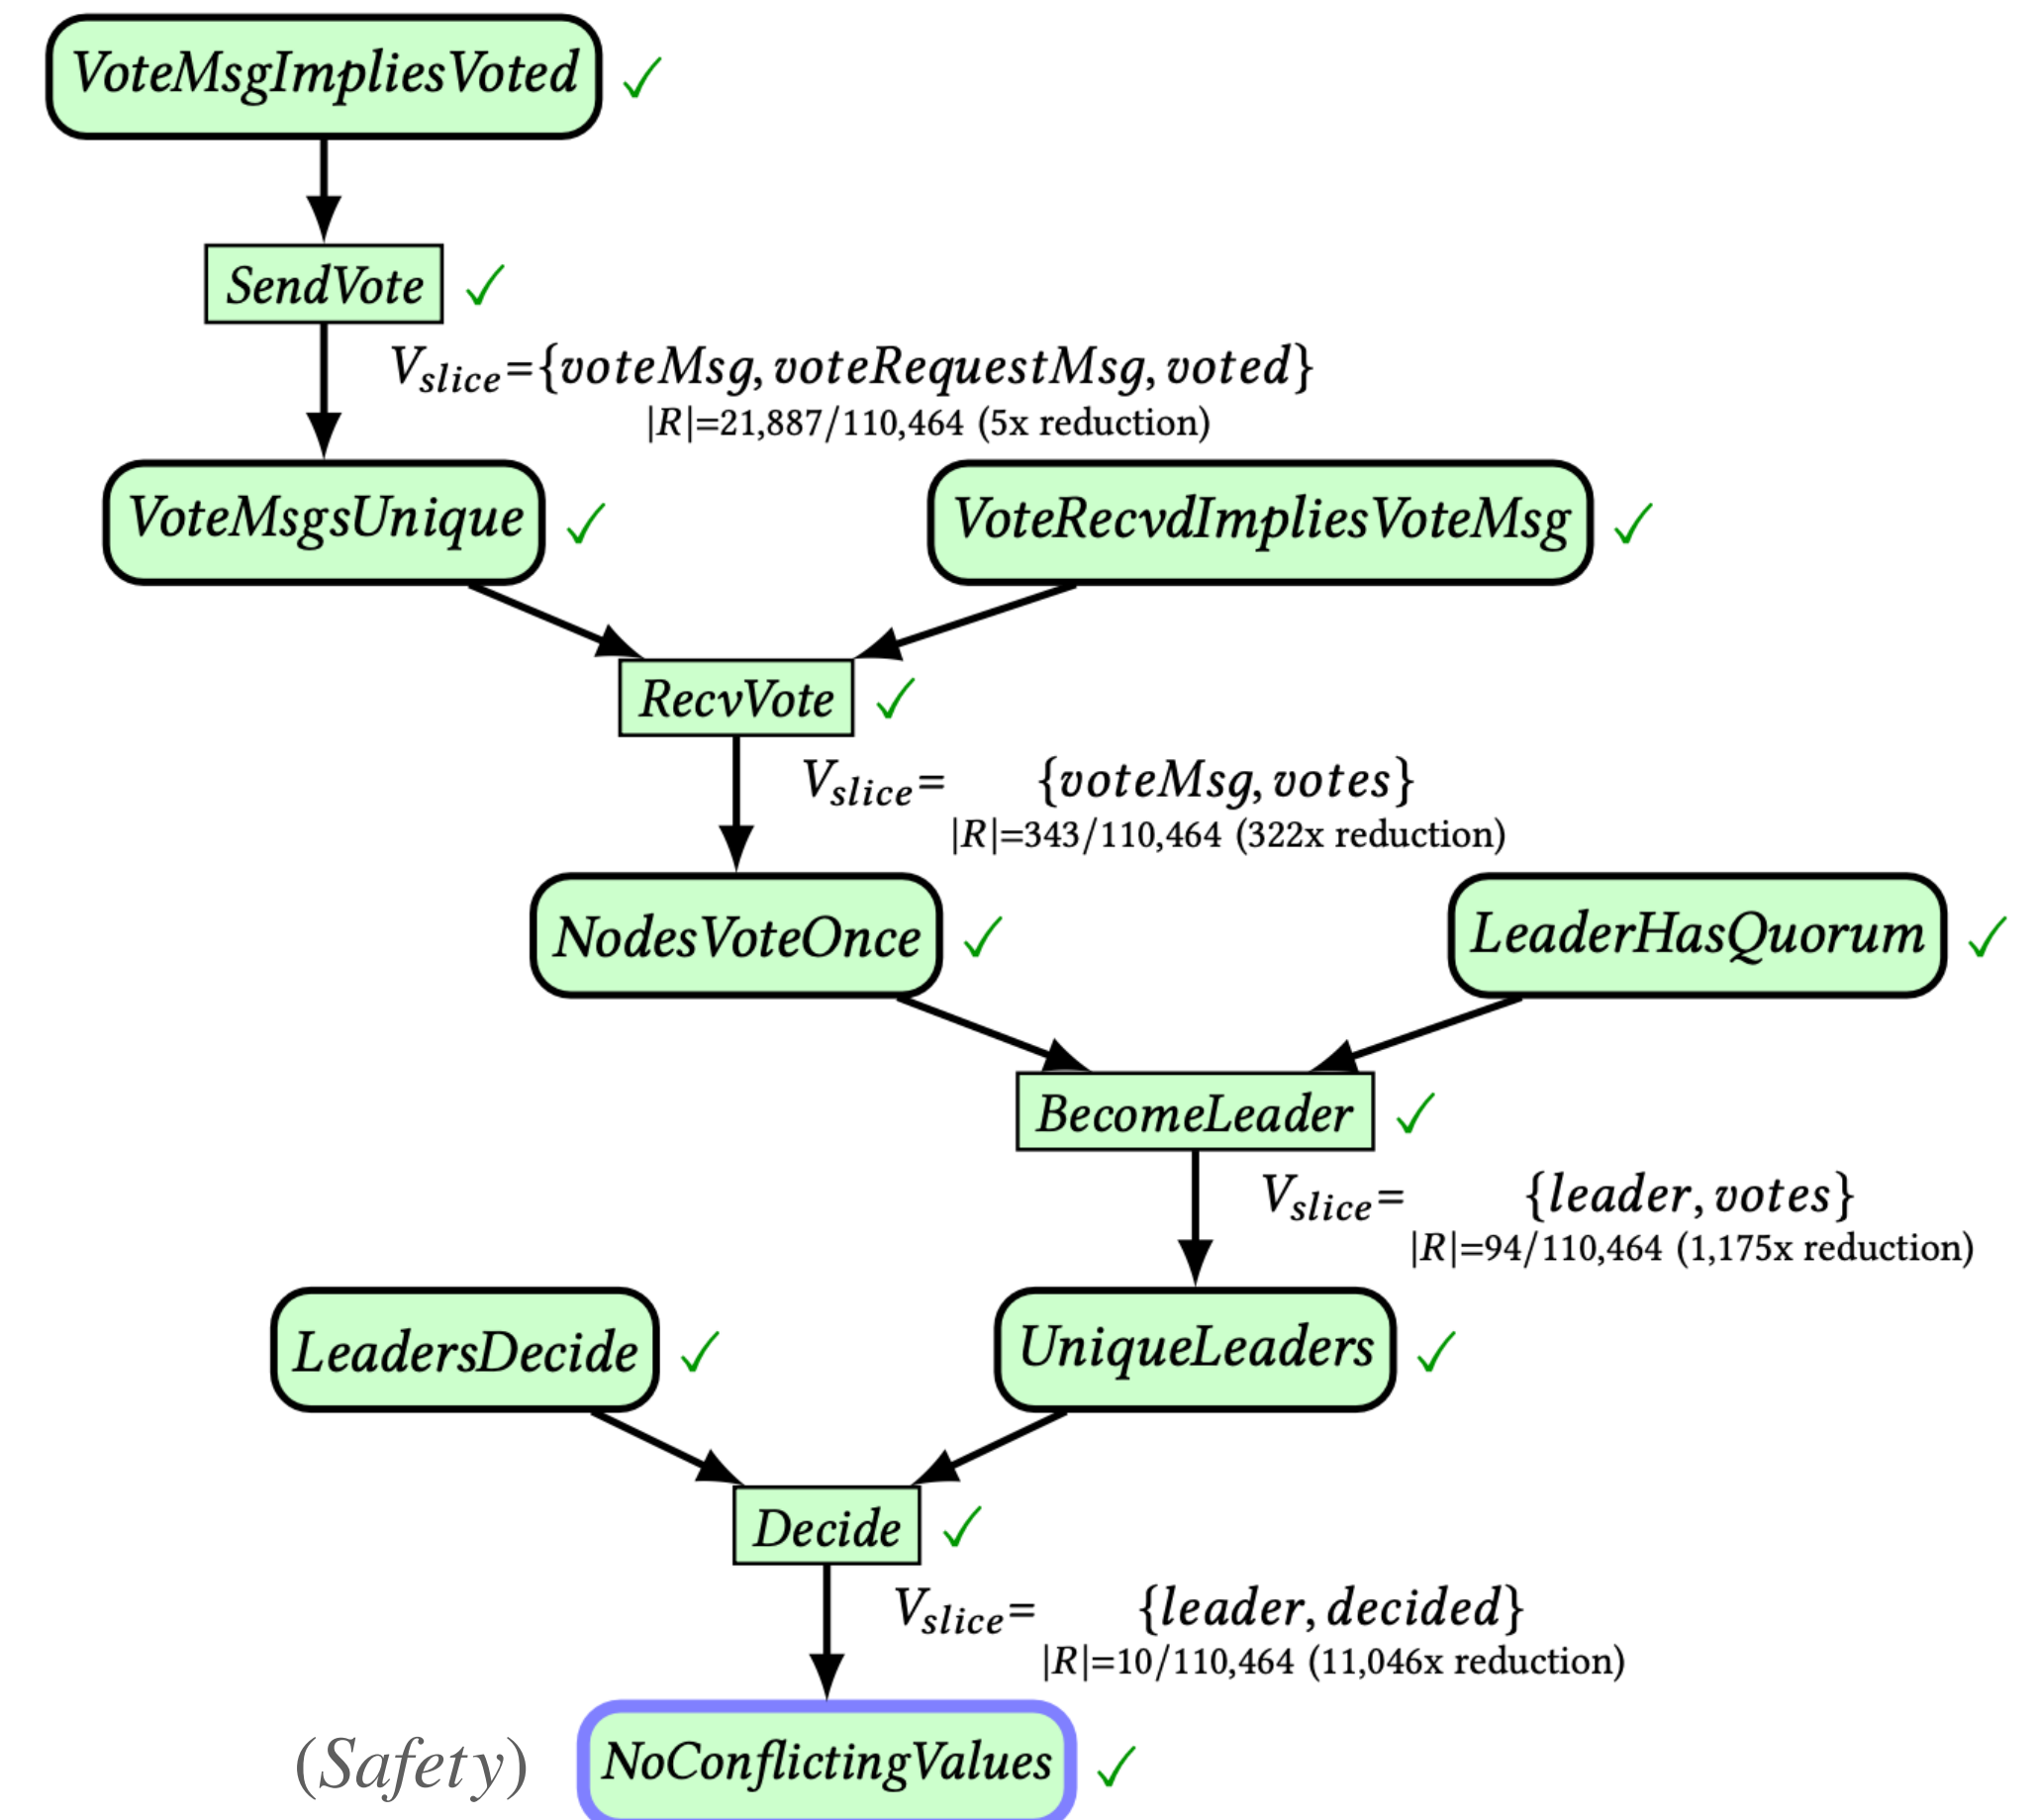 VoteMsgImpliesVoted ✓
SendVote ✓
V_slice={voteMsg, voteRequestMsg, voted}
|R|=21,887/110,464 (5x reduction)
VoteMsgsUnique ✓
VoteRecvdImpliesVoteMsg ✓
RecvVote ✓
V_slice= {voteMsg, votes}
|R|=343/110,464 (322x reduction)
NodesVoteOnce ✓
LeaderHasQuorum ✓
BecomeLeader ✓
V_slice= {leader, votes}
|R|=94/110,464 (1,175x reduction)
LeadersDecide ✓
UniqueLeaders ✓
Decide ✓
V_slice= {leader, decided}
|R|=10/110,464 (11,046x reduction)
(Safety)
NoConflictingValues ✓